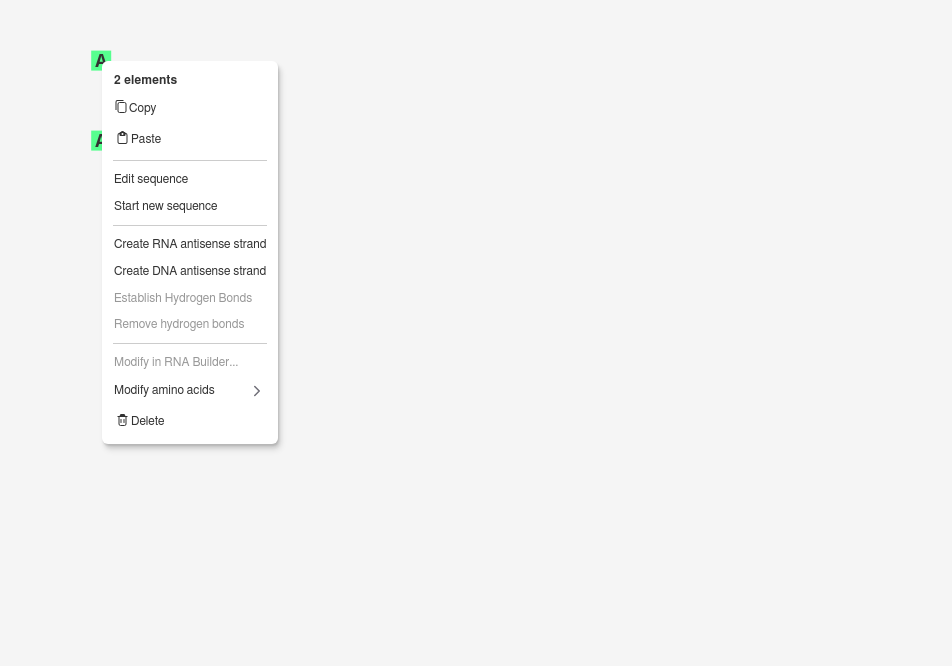 A
2 elements
Copy
A
Paste
Edit sequence
Start new sequence
Create RNA antisense strand
Create DNA antisense strand
Establish Hydrogen Bonds
Remove hydrogen bonds
Modify in RNA Builder...
Modify amino acids
Delete